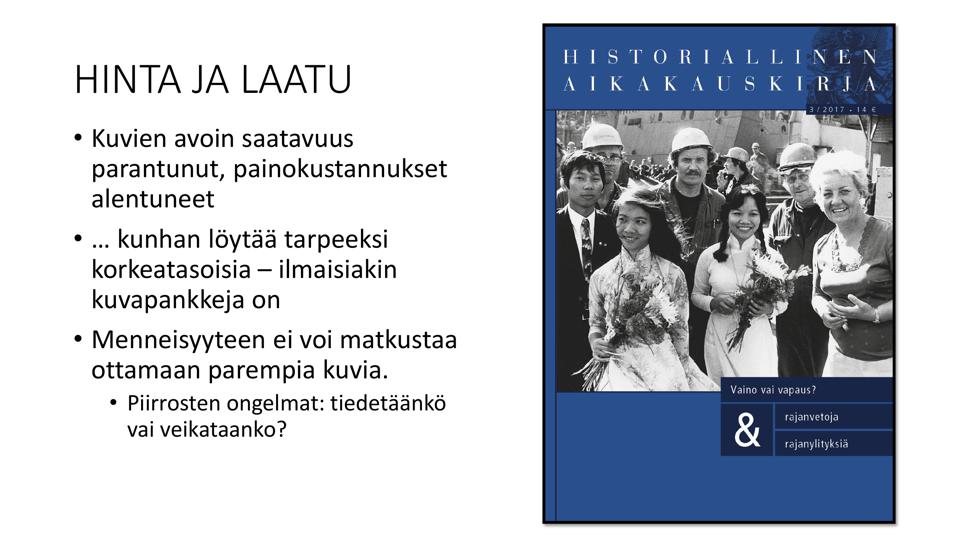 HINTA JA LAATU
• Kuvien avoin saatavuus
parantunut, painokustannukset
alentuneet
• … kunhan löytää tarpeeksi
korkeatasoisia – ilmaisiakin
kuvapankkeja on
• Menneisyyteen ei voi matkustaa
ottamaan parempia kuvia.
• Piirrosten ongelmat: tiedetäänkö
vai veikataanko?
HISTORIALLINEN
AIKAKAUSKIRJA
3/2017 • 14 €
Vaino vai vapaus?
&
rajanvetoja
rajanylityksiä